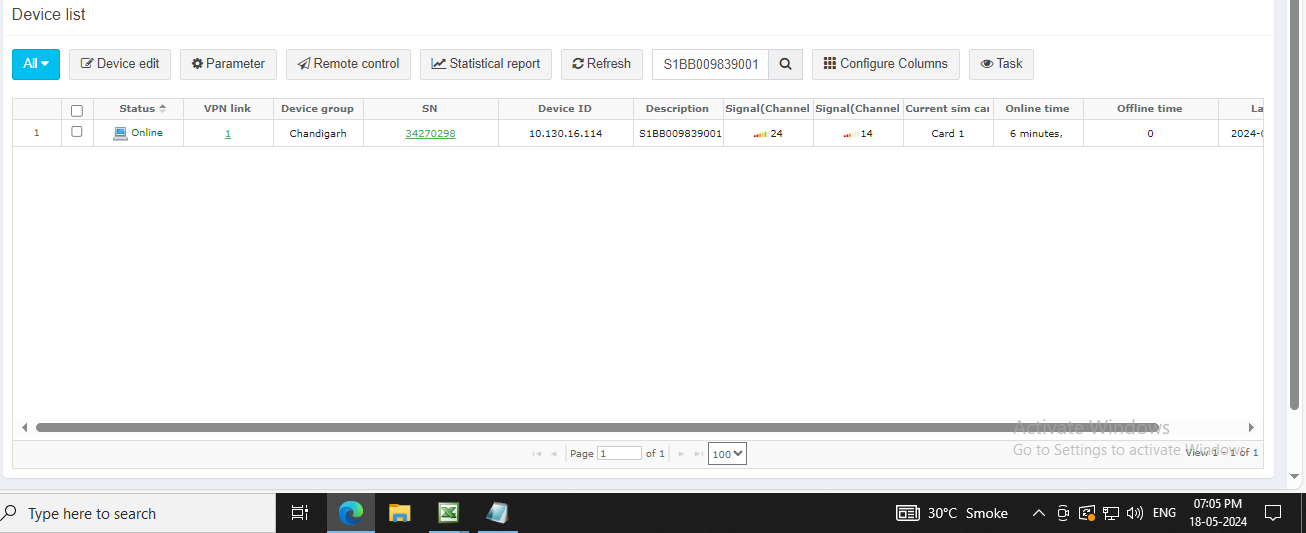 Device list
All Device edit Parameter Remote control Statistical report Refresh S1BB009839001 Configure Columns Task
Status VPN link Device group SN Device ID Description Signal(Channel Signal(Channel Current sim car Online time Offline time La
1 Online 1 Chandigarh 34270298 10.130.16.114 S1BB009839001 24 14 Card 1 6 minutes, 0 2024-0
Activate Windows
Go to Settings to activate Windows.
Page 1 of 1 100 View 1 - 1 of 1
Type here to search 30°C Smoke ENG 07:05 PM
18-05-2024